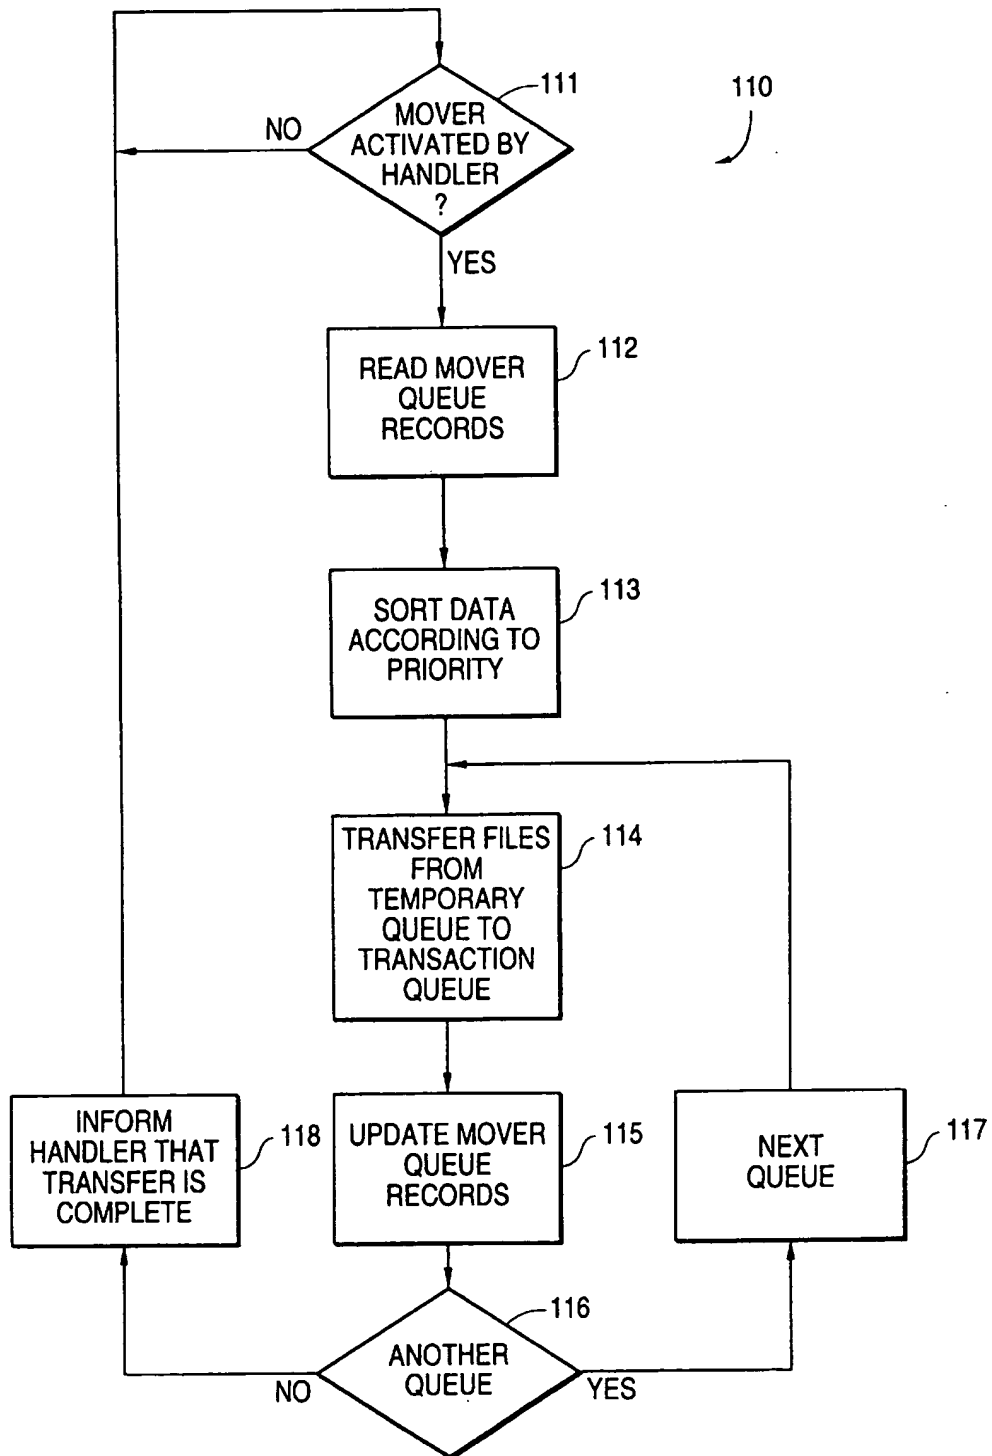 111
110
MOVER
ACTIVATED BY
HANDLER
?
NO
YES
112
READ MOVER
QUEUE
RECORDS
113
SORT DATA
ACCORDING TO
PRIORITY
114
TRANSFER FILES
FROM
TEMPORARY
QUEUE TO
TRANSACTION
QUEUE
INFORM
HANDLER THAT
TRANSFER IS
COMPLETE
118
UPDATE MOVER
QUEUE
RECORDS
115
NEXT
QUEUE
117
116
ANOTHER
QUEUE
NO
YES